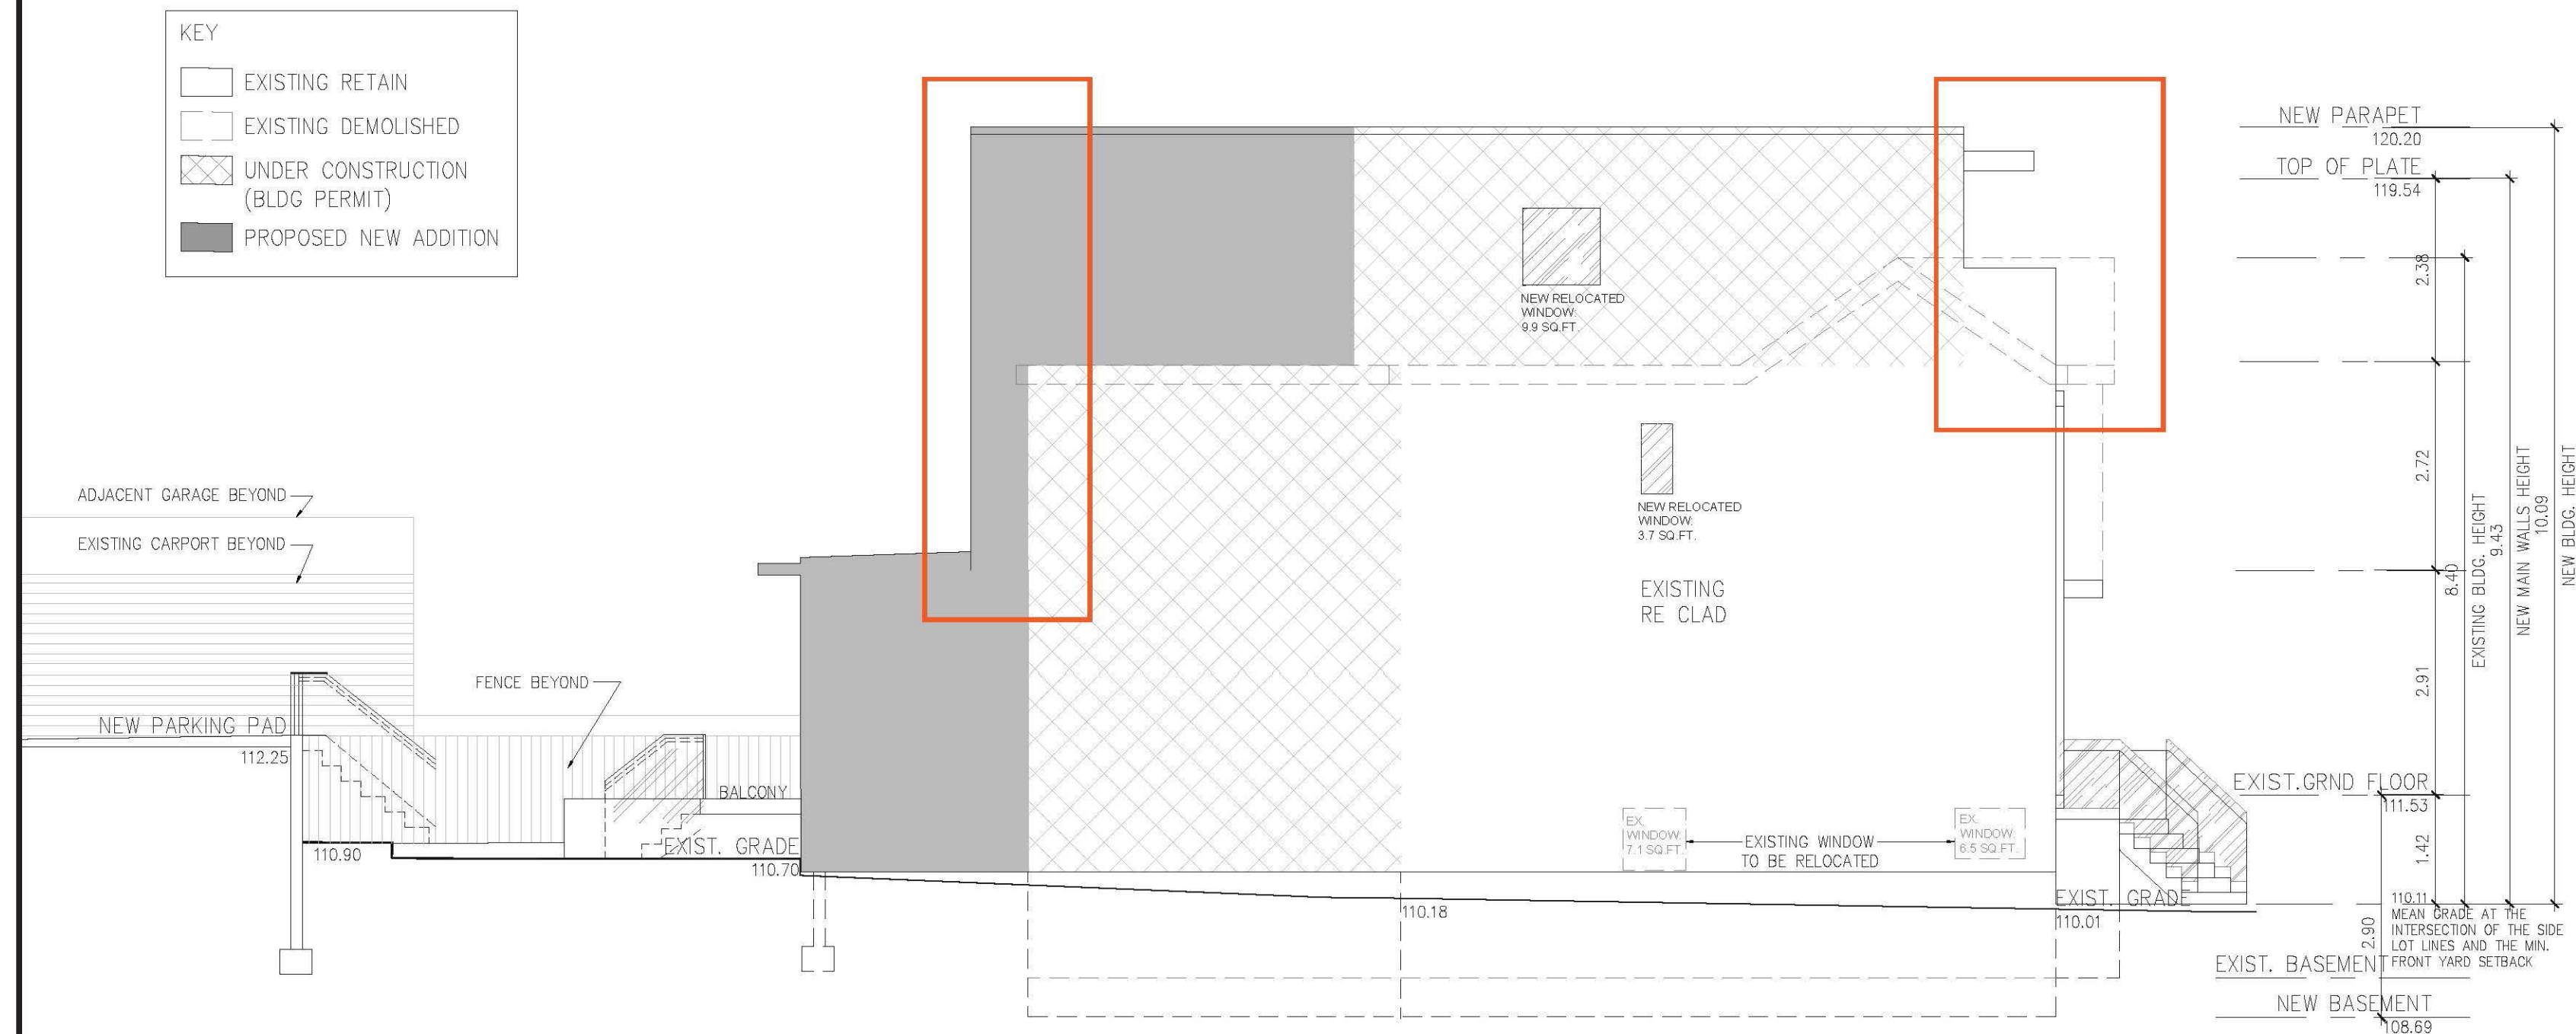 KEY
EXISTING RETAIN
EXISTING DEMOLISHED
UNDER CONSTRUCTION
(BLDG PERMIT)
PROPOSED NEW ADDITION
NEW PARAPET
120.20
TOP OF PLATE
119.54
2.38
2.72
2.91
1.42
8.40
EXISTING BLDG. HEIGHT
9.43
NEW MAIN WALLS HEIGHT
10.09
NEW BLDG. HEIGHT
NEW RELOCATED
WINDOW:
9.9 SQ.FT.
NEW RELOCATED
WINDOW:
3.7 SQ.FT.
EXISTING
RE CLAD
ADJACENT GARAGE BEYOND
EXISTING CARPORT BEYOND
FENCE BEYOND
NEW PARKING PAD
112.25
BALCONY
110.90
EXIST. GRADE
110.70
EX.
WINDOW:
7.1 SQ.FT.
EXISTING WINDOW
TO BE RELOCATED
EX.
WINDOW:
6.5 SQ.FT.
110.18
EXIST. GRADE
110.01
EXIST.GRND FLOOR
111.53
110.11
MEAN GRADE AT THE
INTERSECTION OF THE SIDE
LOT LINES AND THE MIN.
FRONT YARD SETBACK
2.90
EXIST. BASEMENT
NEW BASEMENT
108.69